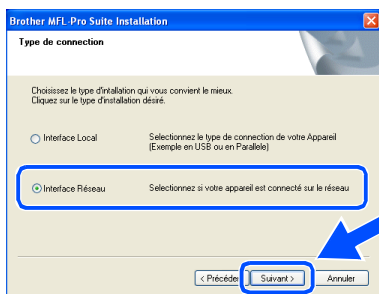 Brother MFL-Pro Suite Installation
Type de connection
Choisissez le type d'intallation qui vous convient le mieux.
Cliquez sur le type d'installation désiré.
Interface Local
Selectionnez le type de connection de votre Appareil
(Exemple en USB ou en Parallele)
Interface Réseau
Selectionnez si votre appareil est connecté sur le réseau
< Précéden
Suivant >
Annuler